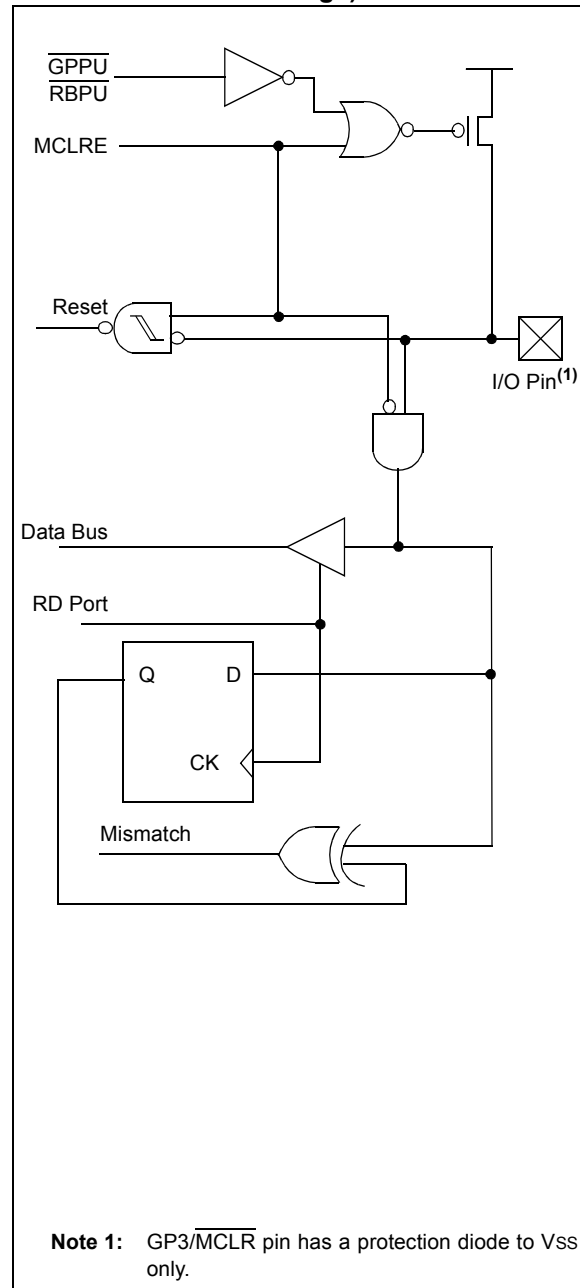 GPPU
RBPU
MCLRE
Reset
I/O Pin(1)
Data Bus
RD Port
Q D
CK
Mismatch
Note 1: GP3/MCLR pin has a protection diode to VSS
only.